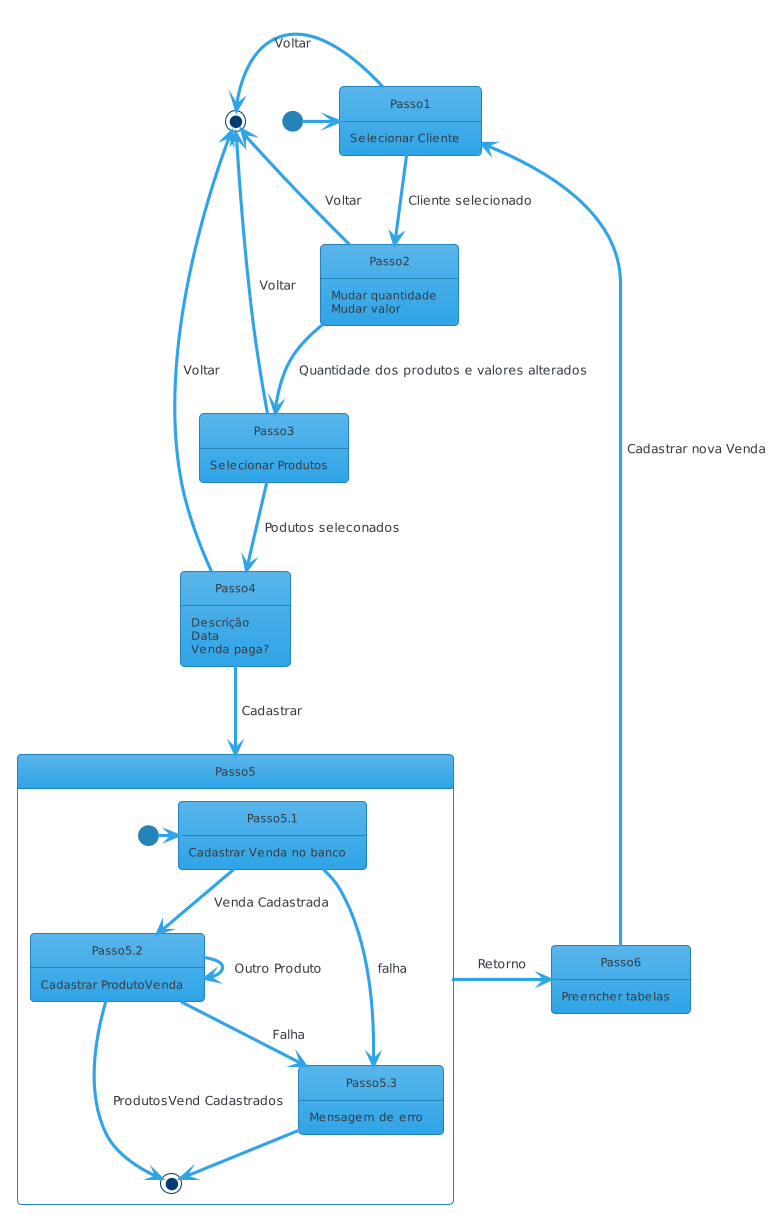 Voltar
Passo1
Selecionar Cliente
Voltar
Cliente selecionado
Passo2
Mudar quantidade
Mudar valor
Voltar
Voltar
Quantidade dos produtos e valores alterados
Passo3
Selecionar Produtos
Cadastrar nova Venda
Podutos seleconados
Passo4
Descrição
Data
Venda paga?
Cadastrar
Passo5
Passo5.1
Cadastrar Venda no banco
Venda Cadastrada
Passo5.2
Cadastrar ProdutoVenda
Outro Produto
falha
Retorno
Passo6
Preencher tabelas
Falha
Passo5.3
Mensagem de erro
ProdutosVend Cadastrados